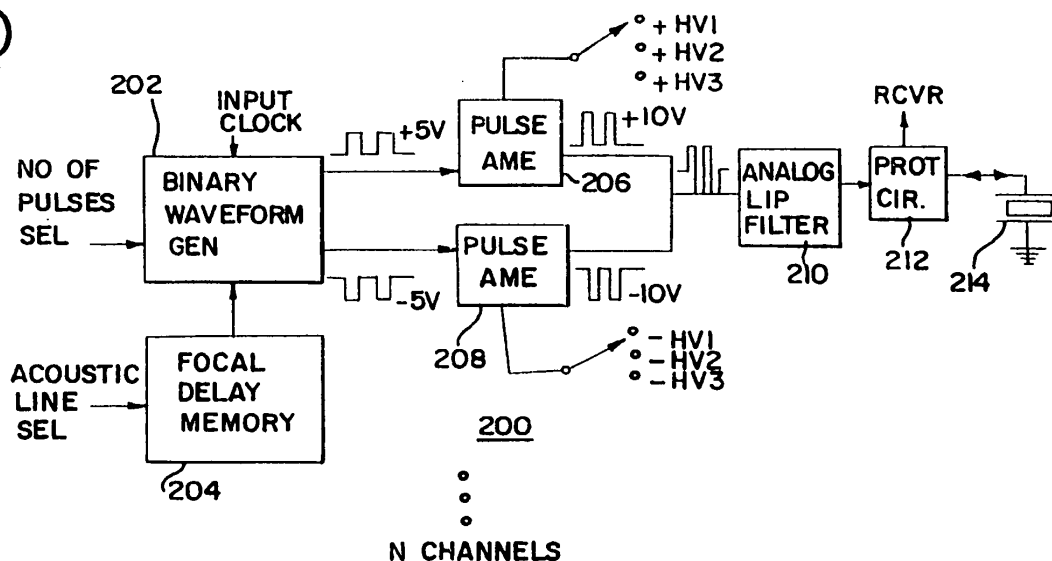 202
INPUT
CLOCK
NO OF
PULSES
SEL
BINARY
WAVEFORM
GEN
+5V
-5V
PULSE
AME
206
+ HV1
+ HV2
+ HV3
+10V
PULSE
AME
208
-10V
- HV1
- HV2
- HV3
ANALOG
LIP
FILTER
210
RCVR
PROT
CIR.
212
214
ACOUSTIC
LINE
SEL
FOCAL
DELAY
MEMORY
204
200
N CHANNELS